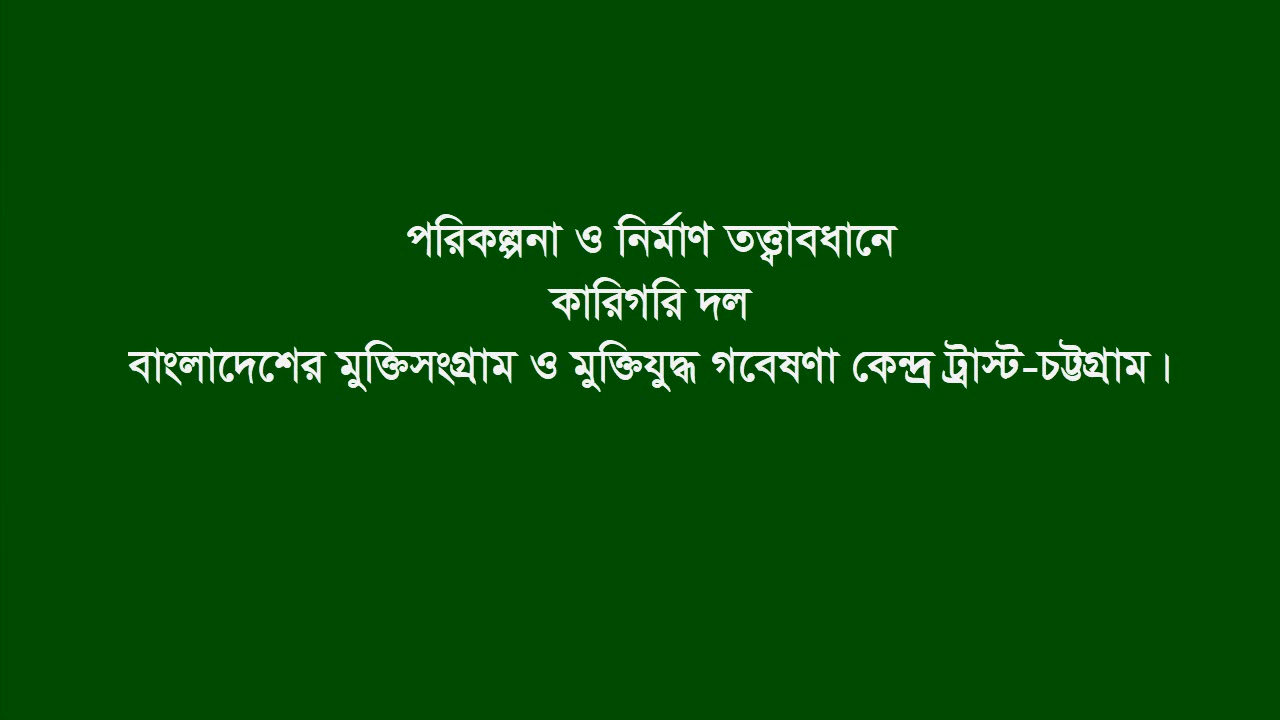 পরিকল্পনা ও নির্মাণ তত্ত্বাবধানে
কারিগরি দল
বাংলাদেশের মুক্তিসংগ্রাম ও মুক্তিযুদ্ধ গবেষণা কেন্দ্র ট্রাস্ট-চট্টগ্রাম।